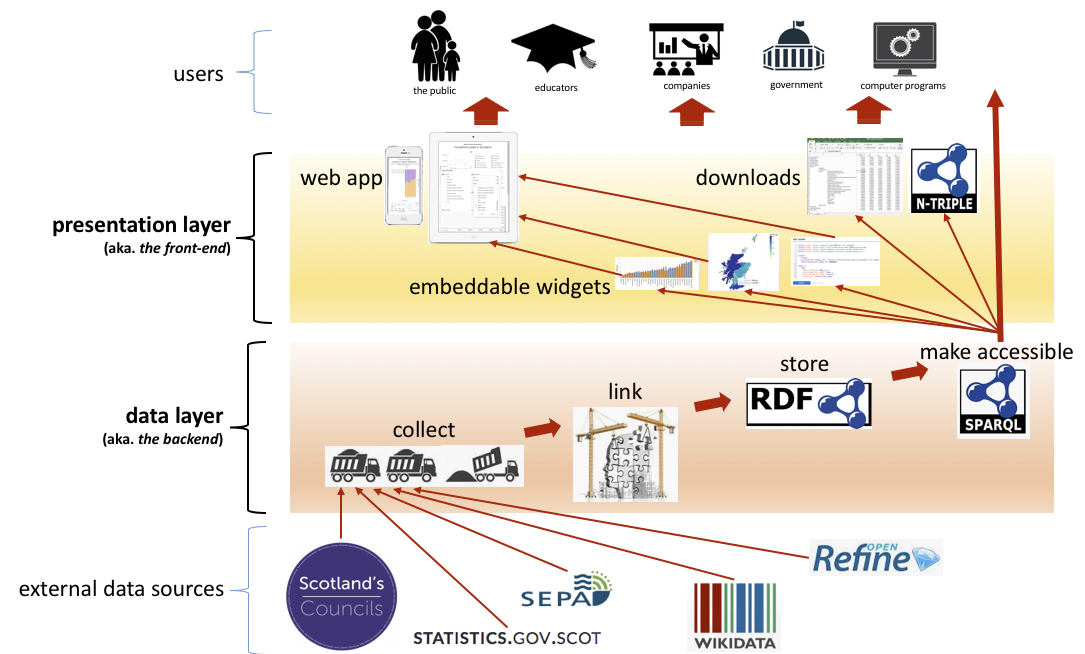 users
the public
educators
companies
government
computer programs
web app
downloads
N-TRIPLE
presentation layer
(aka. the front-end)
embeddable widgets
make accessible
store
RDF
SPARQL
link
data layer
(aka. the backend)
collect
external data sources
Scotland's
Councils
SEPA
STATISTICS.GOV.SCOT
WIKIDATA
OPEN
Refine